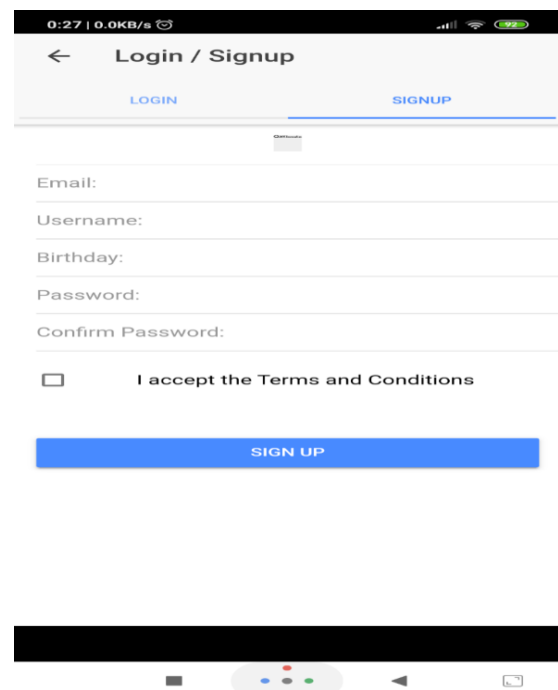 0:27 | 0.0KB/s
92
Login / Signup
LOGIN
SIGNUP
Email:
Username:
Birthday:
Password:
Confirm Password:
I accept the Terms and Conditions
SIGN UP